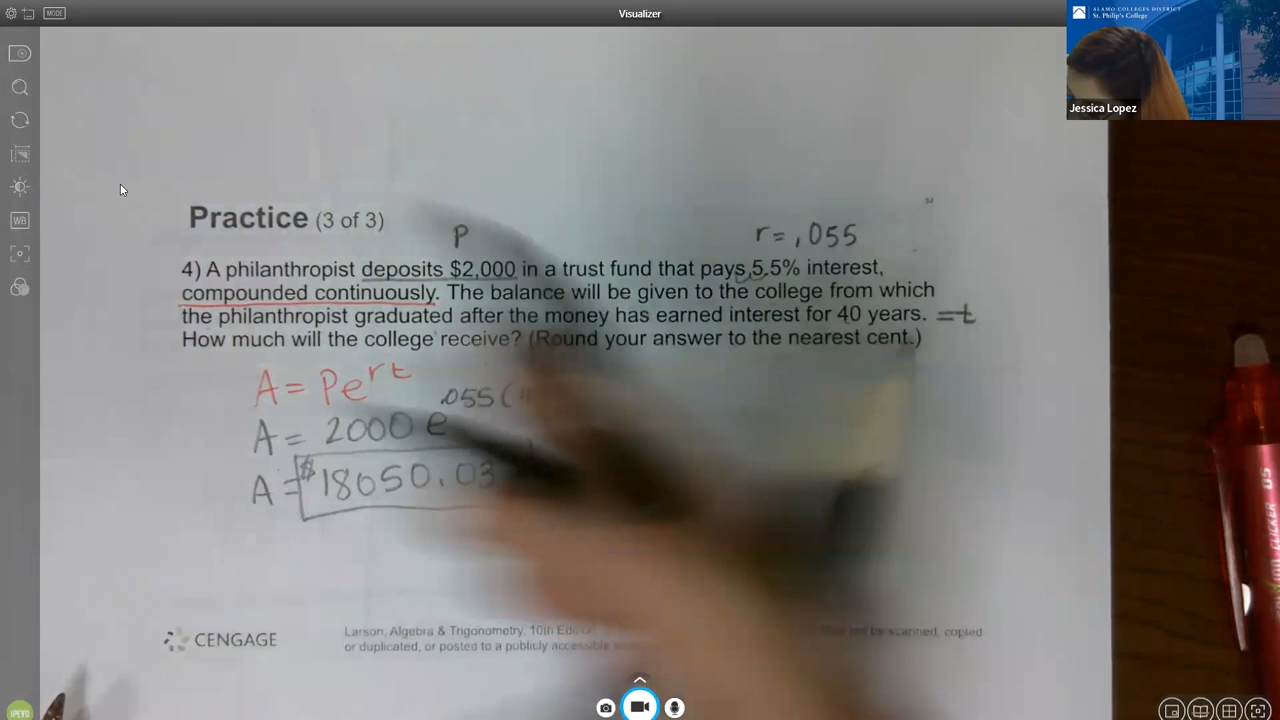 MODE
Visualizer
ALAMO COLLEGES DISTRICT
St. Philip's College
Jessica Lopez
WB
Practice (3 of 3)
P
r=.055
4) A philanthropist deposits $2,000 in a trust fund that pays 5.5% interest,
compounded continuously. The balance will be given to the college from which
the philanthropist graduated after the money has earned interest for 40 years. =t
How much will the college receive? (Round your answer to the nearest cent.)
A = Pe^rt
.055(
A = 2000 e
A = $18050.03
CENGAGE
Larson, Algebra & Trigonometry, 10th not be scanned, copied
or duplicated, or posted to a publicly accessible
IPEVO